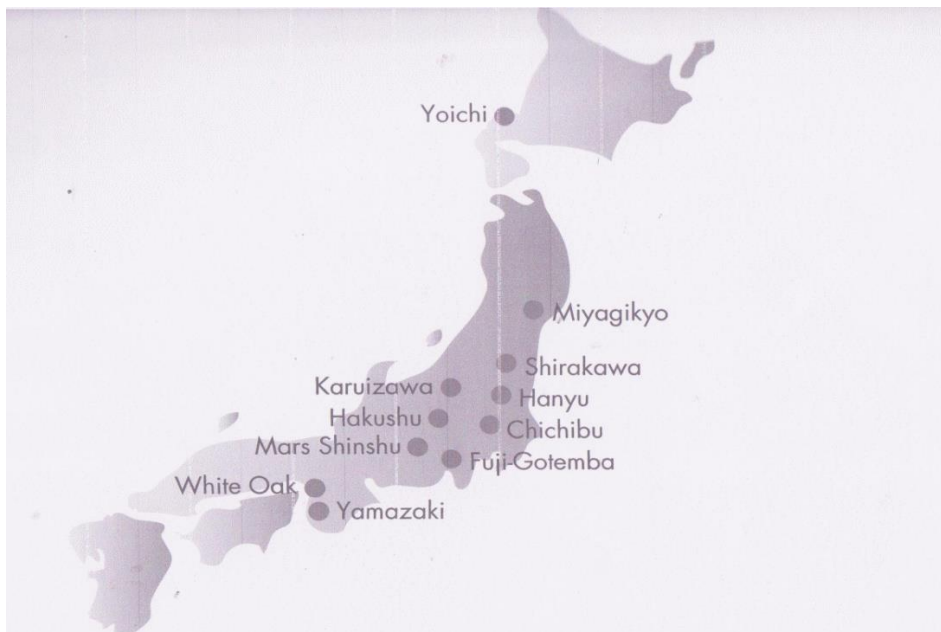 Yoichi
Miyagikyo
Shirakawa
Karuizawa
Hanyu
Hakushu
Chichibu
Mars Shinshu
Fuji-Gotemba
White Oak
Yamazaki